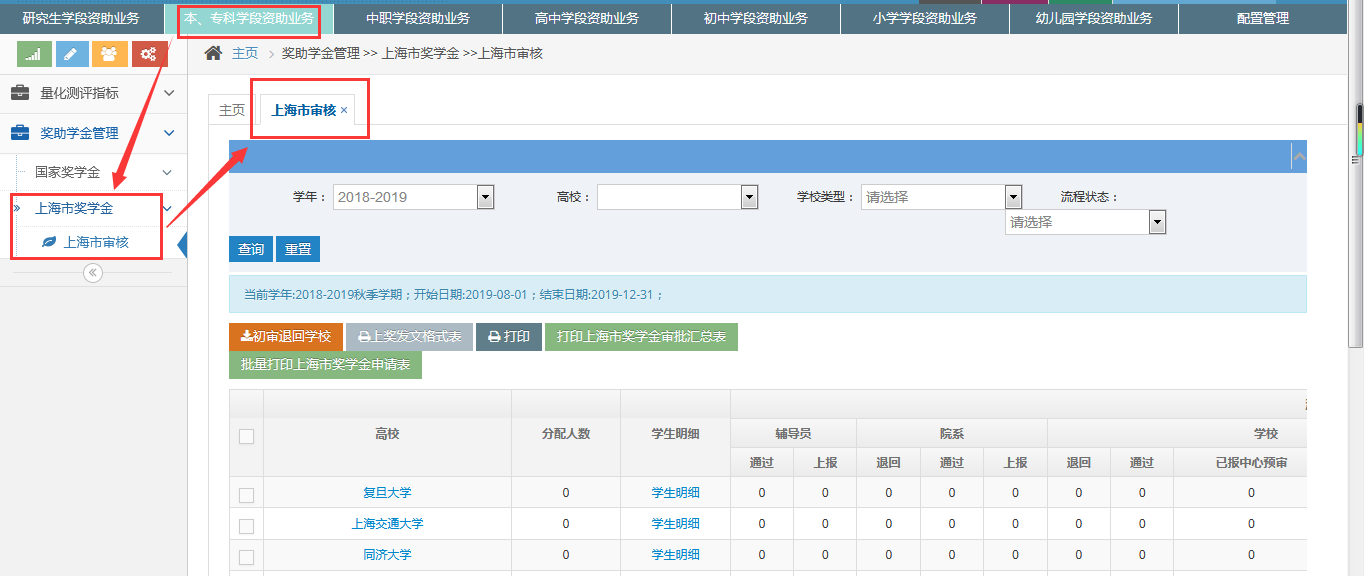 研究生学段资助业务 本、专科学段资助业务 中职学段资助业务 高中学段资助业务 初中学段资助业务 小学学段资助业务 幼儿园学段资助业务 配置管理
主页 奖助学金管理 >> 上海市奖学金 >>上海市审核
量化测评指标
奖助学金管理
国家奖学金
上海市奖学金
上海市审核
主页 上海市审核 ×
学年： 2018-2019 高校： 学校类型： 请选择 流程状态：
请选择
查询 重置
当前学年:2018-2019秋季学期；开始日期:2019-08-01；结束日期:2019-12-31；
初审退回学校 上奖发文格式表 打印 打印上海市奖学金审批汇总表
批量打印上海市奖学金申请表
高校 分配人数 学生明细 辅导员 院系 学校
通过 上报 退回 通过 上报 退回 通过 已报中心预审
复旦大学 0 学生明细 0 0 0 0 0 0 0 0
上海交通大学 0 学生明细 0 0 0 0 0 0 0 0
同济大学 0 学生明细 0 0 0 0 0 0 0 0